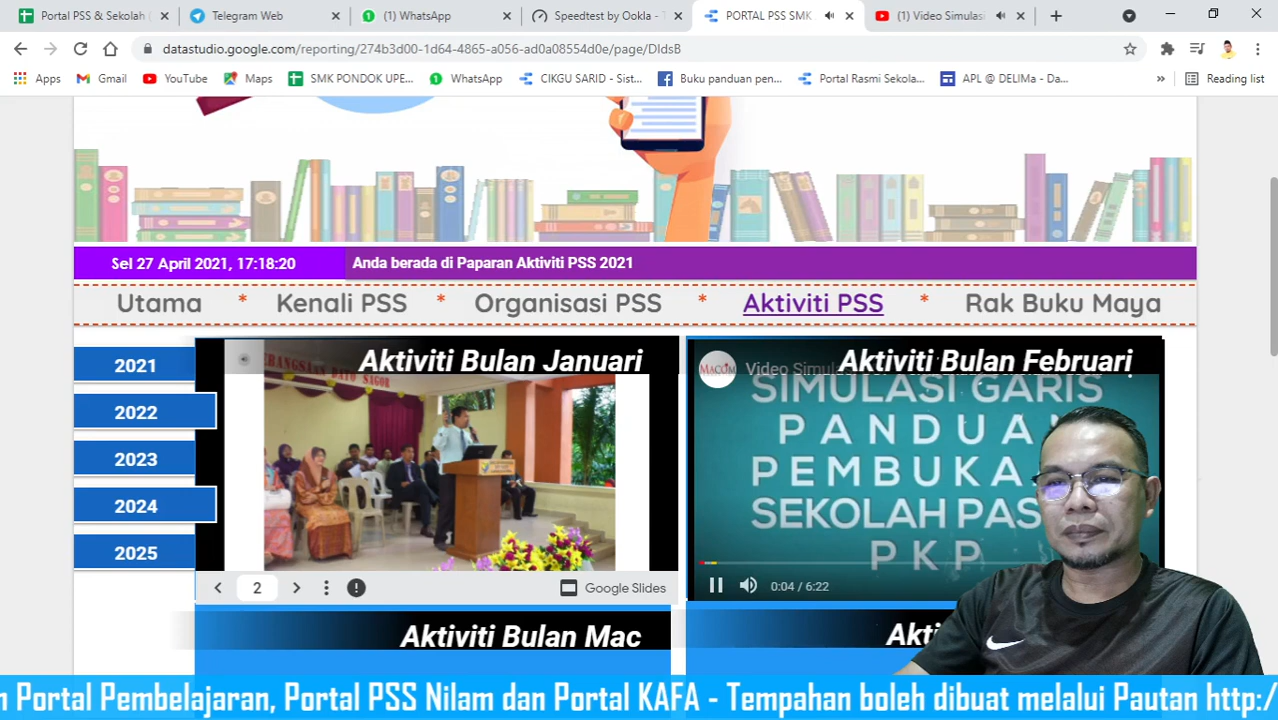 Portal PSS & Sekolah (
Telegram Web
(1) WhatsApp
Speedtest by Ookla - T
PORTAL PSS SMK
(1) Video Simulas
datastudio.google.com/reporting/274b3d00-1d64-4865-a056-ad0a08554d0e/page/DIdsB
Apps
Gmail
YouTube
Maps
SMK PONDOK UPE...
WhatsApp
CIKGU SARID - Sist...
Buku panduan pen...
Portal Rasmi Sekola...
APL @ DELIMa - Da...
»
Reading list
Sel 27 April 2021, 17:18:20
Anda berada di Paparan Aktiviti PSS 2021
Utama * Kenali PSS * Organisasi PSS * Aktiviti PSS * Rak Buku Maya
2021
2022
2023
2024
2025
Aktiviti Bulan Januari
2
Google Slides
Aktiviti Bulan Februari
MACOM
Video Simula
SIMULASI GARIS
PANDUA
PEMBUKA
SEKOLAH PAS
PKP
0:04 / 6:22
Aktiviti Bulan Mac
Akti
n Portal Pembelajaran, Portal PSS Nilam dan Portal KAFA - Tempahan boleh dibuat melalui Pautan http:/